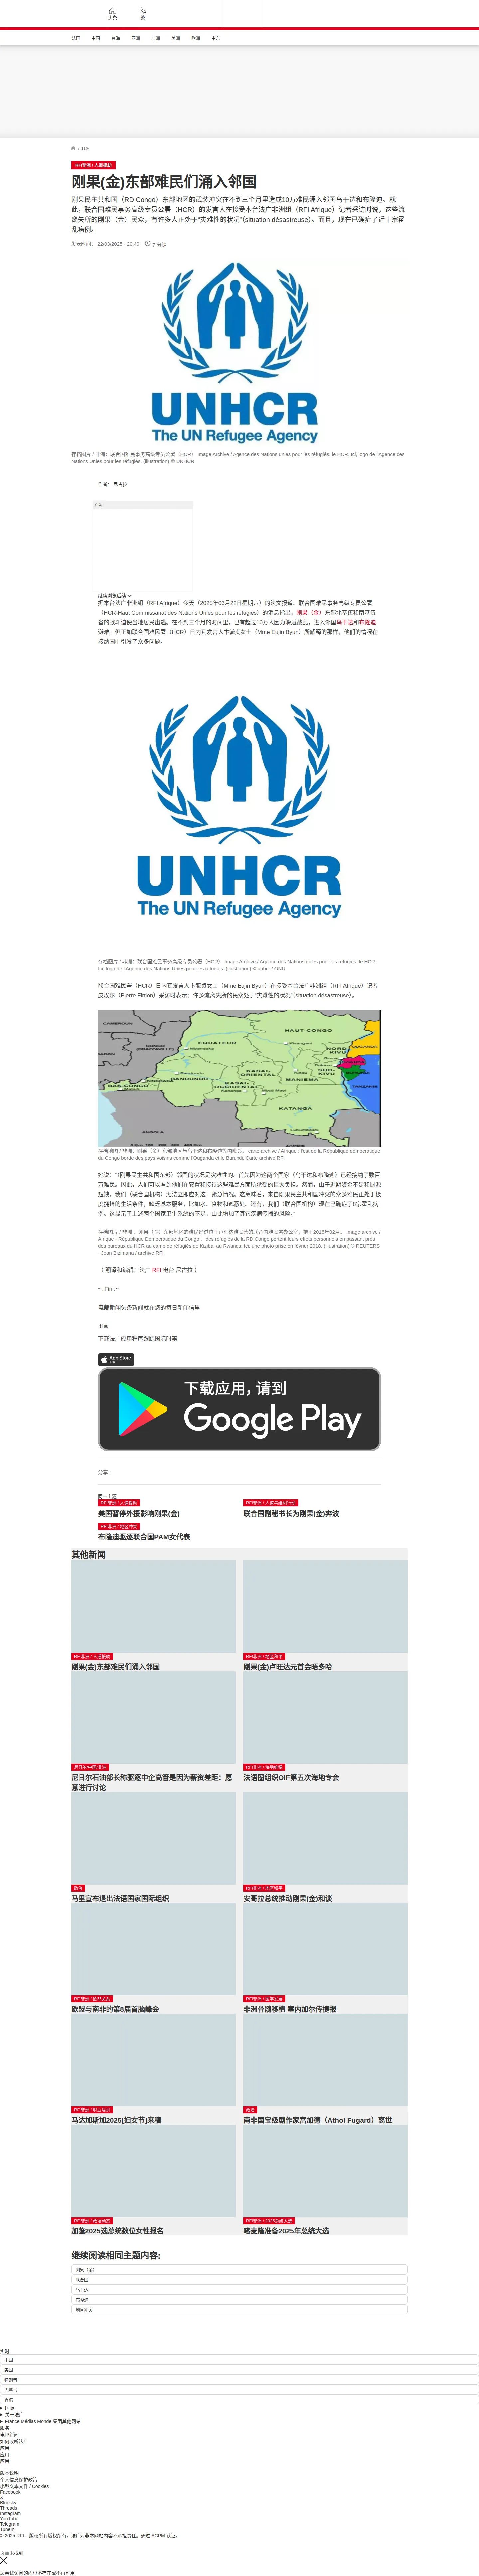 头条
繁
法国
中国
台海
亚洲
非洲
美洲
欧洲
中东
/ 非洲
RFI非洲 / 人道援助
刚果(金)东部难民们涌入邻国
刚果民主共和国（RD Congo）东部地区的武装冲突在不到三个月里造成10万难民涌入邻国乌干达和布隆迪。就
此，联合国难民事务高级专员公署（HCR）的发言人在接受本台法广非洲组（RFI Afrique）记者采访时说，这些流
离失所的刚果（金）民众，有许多人正处于“灾难性的状况”（situation désastreuse）。而且，现在已确症了近十宗霍
乱病例。
发表时间： 22/03/2025 - 20:46
7 分钟
UNHCR
The UN Refugee Agency
存档图片 / 非洲：联合国难民事务高级专员公署（HCR） Image Archive / Agence des Nations unies pour les réfugiés, le HCR. Ici, logo de l'Agence des
Nations Unies pour les réfugiés. (Illustration) © UNHCR
作者： 尼古拉
广告
继续浏览后续
据本台法广非洲组（RFI Afrique）今天（2025年03月22日星期六）的法文报道。联合国难民事务高级专员公署
（HCR-Haut Commissariat des Nations Unies pour les réfugiés）的消息指出，刚果（金）东部北基伍和南基伍
省的战斗迫使当地居民出逃。在不到三个月的时间里，已有超过10万人因为躲避战乱，进入邻国乌干达和布隆迪
避难。但正如联合国难民署（HCR）日内瓦发言人卞毓贞女士（Mme Eujin Byun）所解释的那样，他们的情况在
接纳国中引发了众多问题。
UNHCR
The UN Refugee Agency
存档图片 / 非洲：联合国难民事务高级专员公署（HCR） Image Archive / Agence des Nations unies pour les réfugiés, le HCR.
Ici, logo de l'Agence des Nations Unies pour les réfugiés. (Illustration) © unhcr / ONU
联合国难民署（HCR）日内瓦发言人卞毓贞女士（Mme Eujin Byun）在接受本台法广非洲组（RFI Afrique）记者
皮埃尔（Pierre Firtion）采访时表示：许多流离失所的民众处于“灾难性的状况”（situation désastreuse）。
CAMEROUN
GABON
CONGO
(BRAZZAVILLE)
EQUATEUR
Mbandaka
HAUT-CONGO
Kisangani
OUGANDA
NORD-KIVU
RWANDA
SUD-KIVU
BURUNDI
TANZANIE
BANDUNDU
Bandundu
KINSHASA
BAS-CONGO
Matadi
KASAI-OCCIDENTAL
KASAI-ORIENTAL
Kananga
Mbuji Mayi
MANIEMA
Kindu
Bukavu
KATANGA
Lubumbashi
ANGOLA
ZAMBIE
存档地图 / 非洲：刚果（金）东部地区与乌干达和布隆迪等国毗邻。 carte archive / Afrique : l'est de la République démocratique
du Congo bordé des pays voisins comme l'Ouganda et le Burundi. Carte archive RFI
她说：“（刚果民主共和国东部）邻国的状况是灾难性的。首先因为这两个国家（乌干达和布隆迪）已经接纳了数百
万难民。因此，人们可以看到他们在安置和接待这些难民方面所承受的巨大负担。然而，由于近期资金不足和财源
短缺，我们（联合国机构）无法立即应对这一紧急情况。这意味着，来自刚果民主共和国冲突的众多难民正处于极
度拥挤的生活条件，缺乏基本服务，比如水、食物和遮蔽处。还有，我们（联合国机构）现在已确症了8宗霍乱病
例。这显示了上述两个国家卫生系统的不足，由此增加了其它疾病传播的风险。”
存档图片 / 非洲 ：刚果（金）东部地区的难民经过位于卢旺达难民营的联合国难民署办公室，摄于2018年02月。 Image archive /
Afrique - République Démocratique du Congo ： des réfugiés de la RD Congo portent leurs effets personnels en passant près
des bureaux du HCR au camp de réfugiés de Kiziba, au Rwanda. Ici, une photo prise en février 2018. (Illustration) © REUTERS
- Jean Bizimana / archive RFI
（ 翻译和编辑：法广 RFI 电台 尼古拉 ）
~. Fin .~
电邮新闻头条新闻就在您的每日新闻信里
订阅
下载法广应用程序跟踪国际时事
App Store
下载应用，请到
Google Play
分享 :
同一主题
RFI非洲 / 人道援助
美国暂停外援影响刚果(金)
RFI非洲 / 人道与维和行动
联合国副秘书长为刚果(金)奔波
RFI非洲 / 地区冲突
布隆迪驱逐联合国PAM女代表
其他新闻
RFI非洲 / 人道援助
刚果(金)东部难民们涌入邻国
RFI非洲 / 地区和平
刚果(金)卢旺达元首会晤多哈
尼日尔/中国/非洲
尼日尔石油部长称驱逐中企高管是因为薪资差距：愿
意进行讨论
RFI非洲 / 海地维稳
法语圈组织OIF第五次海地专会
政治
马里宣布退出法语国家国际组织
RFI非洲 / 地区和平
安哥拉总统推动刚果(金)和谈
RFI非洲 / 欧非关系
欧盟与南非的第8届首脑峰会
RFI非洲 / 医学发展
非洲骨髓移植 塞内加尔传捷报
RFI非洲 / 职业培训
马达加斯加2025[妇女节]来稿
政治
南非国宝级剧作家富加德（Athol Fugard）离世
RFI非洲 / 政坛动态
加蓬2025选总统数位女性报名
RFI非洲 / 2025总统大选
喀麦隆准备2025年总统大选
继续阅读相同主题内容:
刚果（金）
联合国
乌干达
布隆迪
地区冲突
实时
中国
美国
特朗普
巴拿马
香港
国际
关于法广
France Médias Monde 集团其他网站
服务
电邮新闻
如何收听法广
应用
应用
应用
版本说明
个人信息保护政策
小型文本文件 / Cookies
Facebook
X
Bluesky
Threads
Instagram
YouTube
Telegram
TuneIn
© 2025 RFI – 版权所有版权所有。法广对非本网站内容不承担责任。通过 ACPM 认证。
页面未找到
您尝试访问的内容不存在或不再可用。